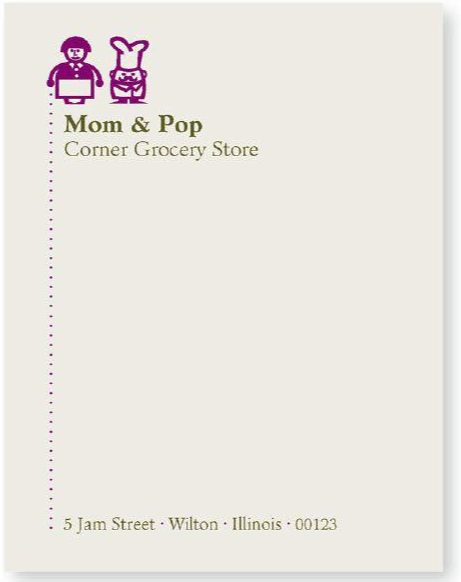 Mom & Pop
Corner Grocery Store
5 Jam Street · Wilton · Illinois · 00123